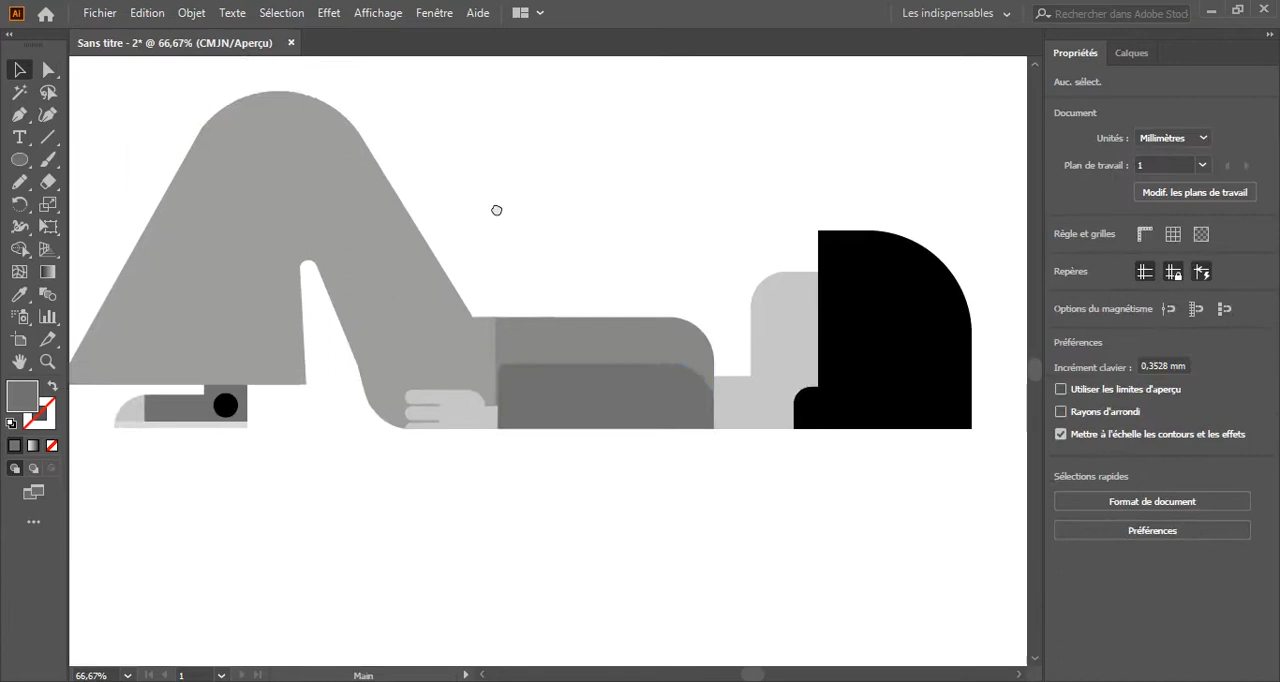 Ai Fichier Edition Objet Texte Sélection Effet Affichage Fenêtre Aide Les indispensables Rechercher dans Adobe Stock
Sans titre - 2* @ 66,67% (CMJN/Aperçu)
Propriétés Calques
Auc. sélect.
Document
Unités : Millimètres
Plan de travail : 1
Modif. les plans de travail
Règle et grilles
Repères
Options du magnétisme
Préférences
Incrément clavier : 0,3528 mm
Utiliser les limites d'aperçu
Rayons d'arrondi
Mettre à l'échelle les contours et les effets
Sélections rapides
Format de document
Préférences
66,67% 1 Main